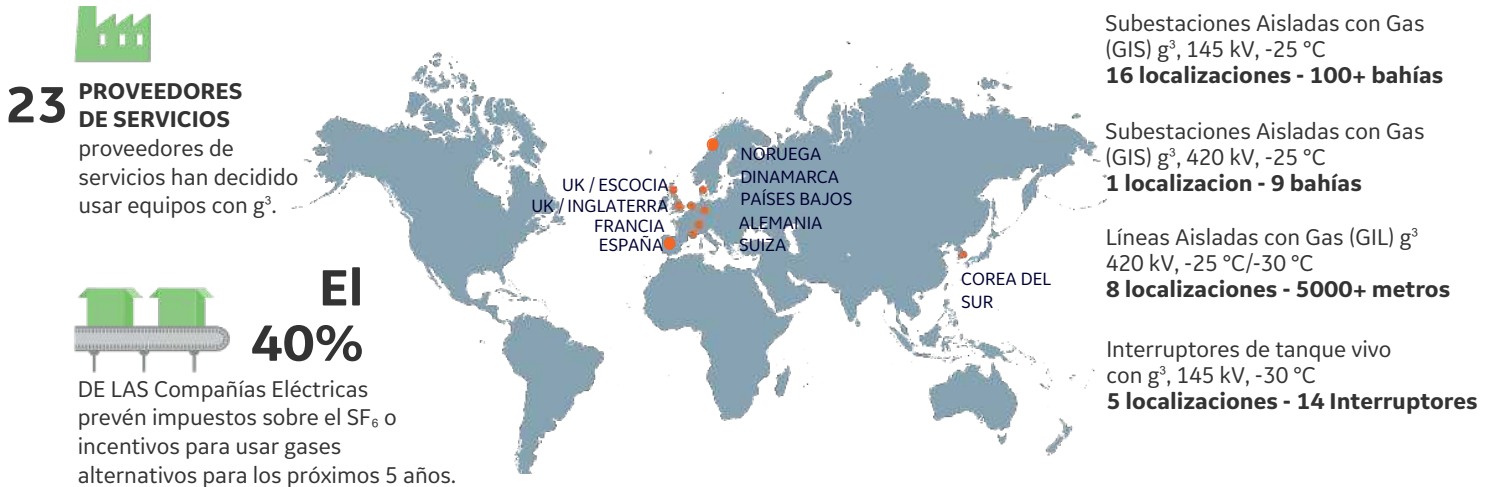 23 PROVEEDORES
DE SERVICIOS
proveedores de
servicios han decidido
usar equipos con g³.
El
40%
DE LAS Compañías Eléctricas
prevén impuestos sobre el SF₆ o
incentivos para usar gases
alternativos para los próximos 5 años.
UK / ESCOCIA
UK / INGLATERRA
FRANCIA
ESPAÑA
NORUEGA
DINAMARCA
PAÍSES BAJOS
ALEMANIA
SUIZA
COREA DEL
SUR
Subestaciones Aisladas con Gas
(GIS) g³, 145 kV, -25 °C
16 localizaciones - 100+ bahías
Subestaciones Aisladas con Gas
(GIS) g³, 420 kV, -25 °C
1 localizacion - 9 bahías
Líneas Aisladas con Gas (GIL) g³
420 kV, -25 °C/-30 °C
8 localizaciones - 5000+ metros
Interruptores de tanque vivo
con g³, 145 kV, -30 °C
5 localizaciones - 14 Interruptores